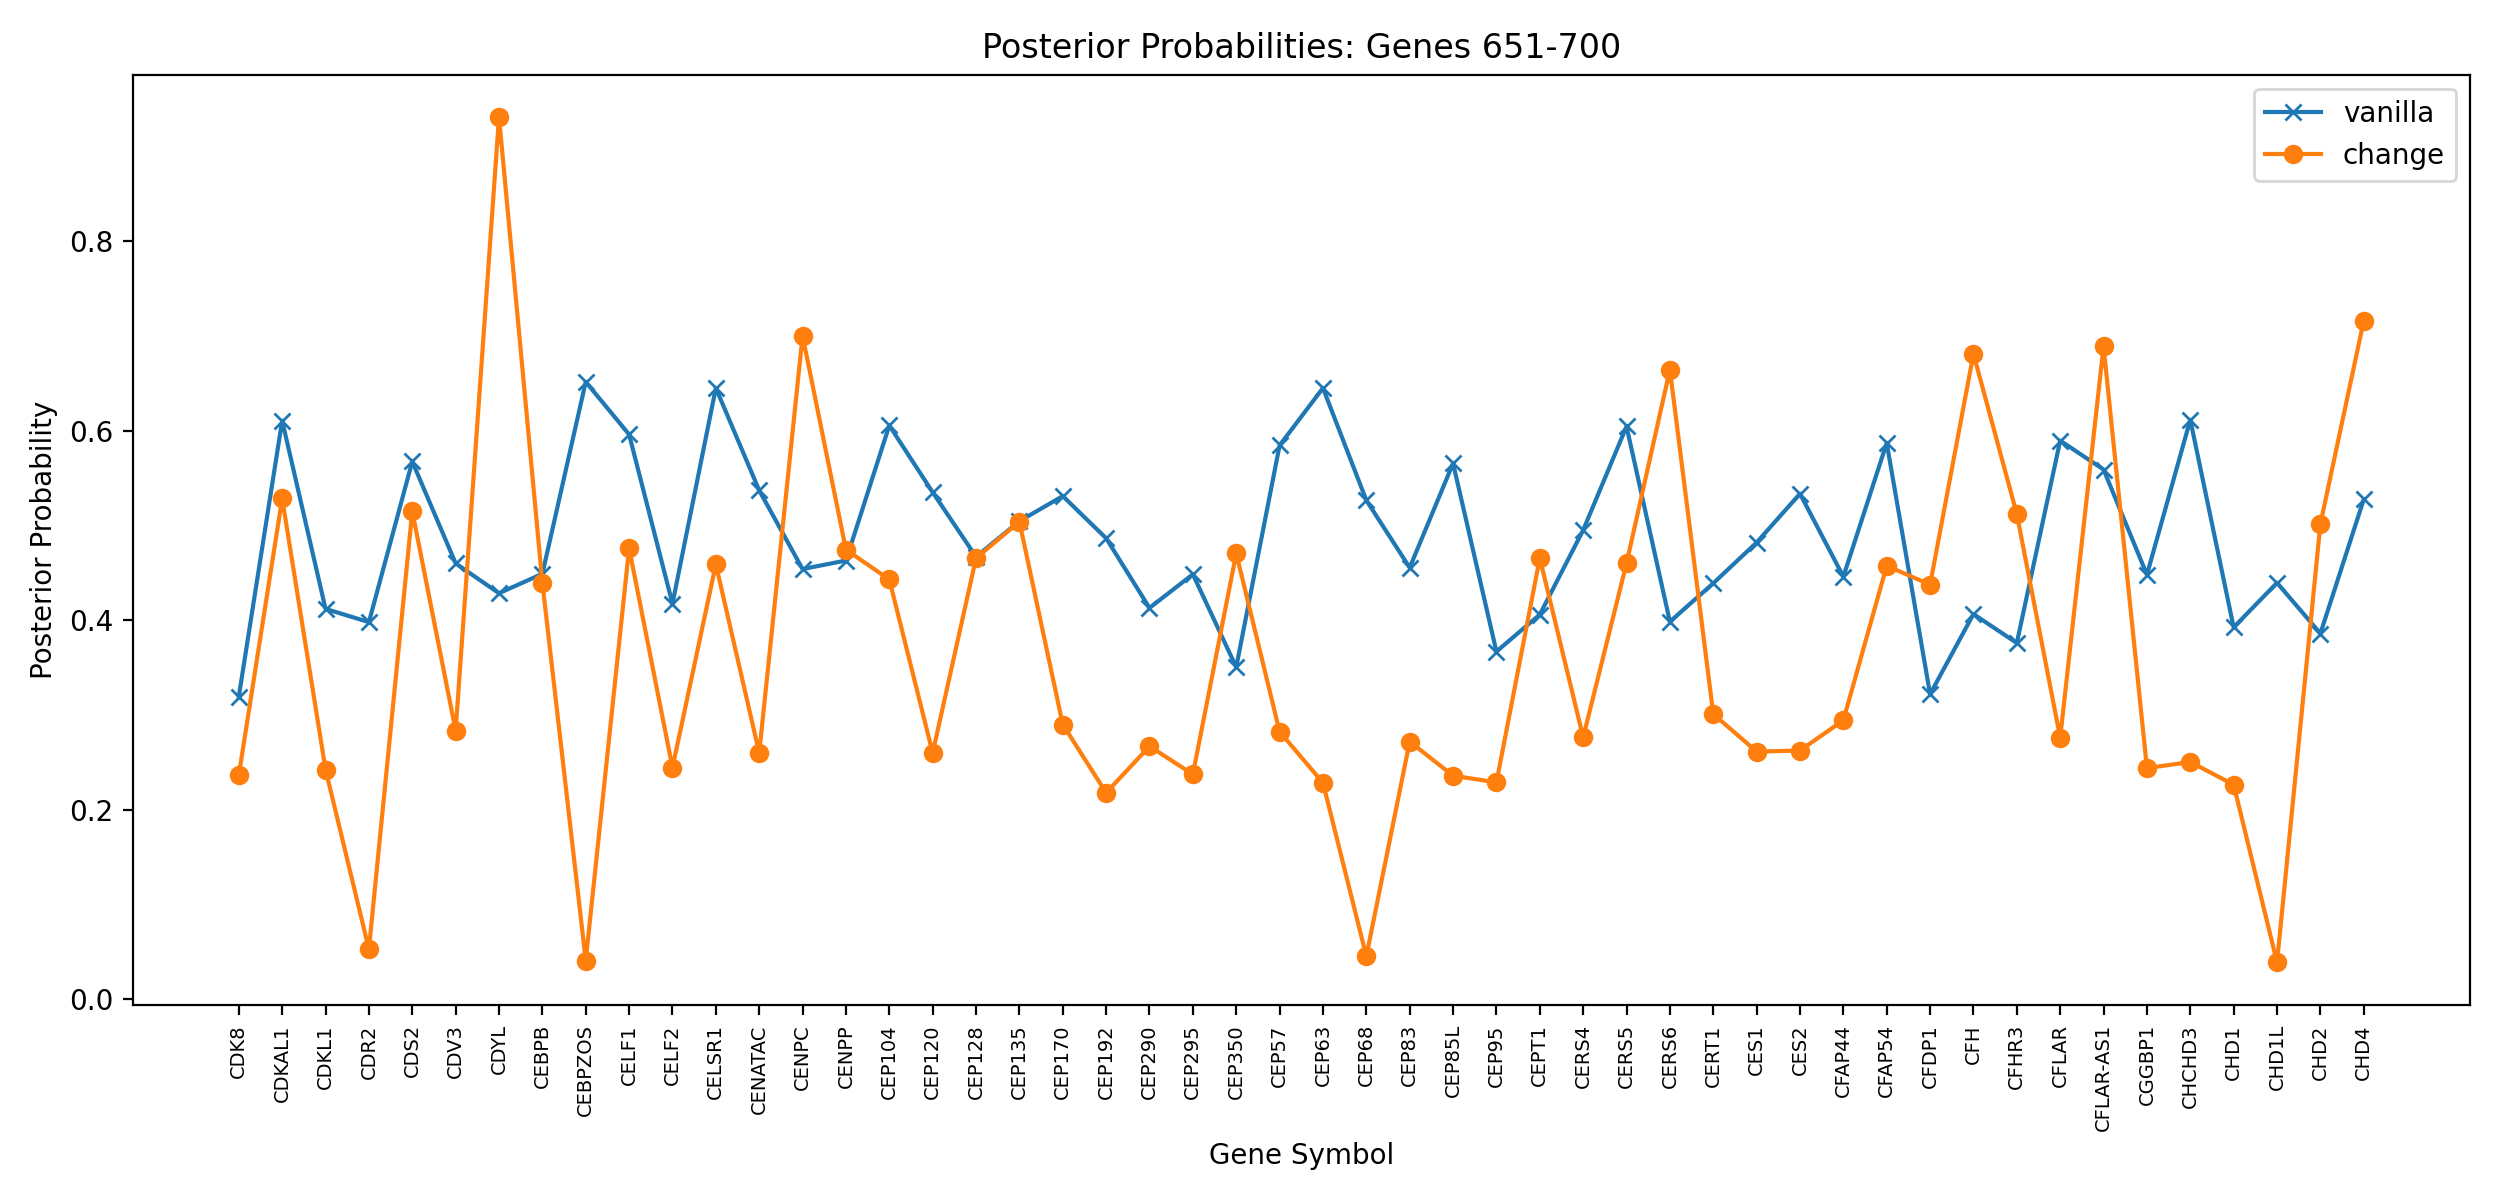 Posterior Probabilities: Genes 651-700
vanilla
change
Posterior Probability
0.8
0.6
0.4
0.2
0.0
CDK8
CDKAL1
CDKL1
CDR2
CDS2
CDV3
CDYL
CEBPB
CEBPZOS
CELF1
CELF2
CELSR1
CENATAC
CENPC
CENPP
CEP104
CEP120
CEP128
CEP135
CEP170
CEP192
CEP290
CEP295
CEP350
CEP57
CEP63
CEP68
CEP83
CEP85L
CEP95
CEPT1
CERS4
CERS5
CERS6
CERT1
CES1
CES2
CFAP44
CFAP54
CFDP1
CFH
CFHR3
CFLAR
CFLAR-AS1
CGGBP1
CHCHD3
CHD1
CHD1L
CHD2
CHD4
Gene Symbol